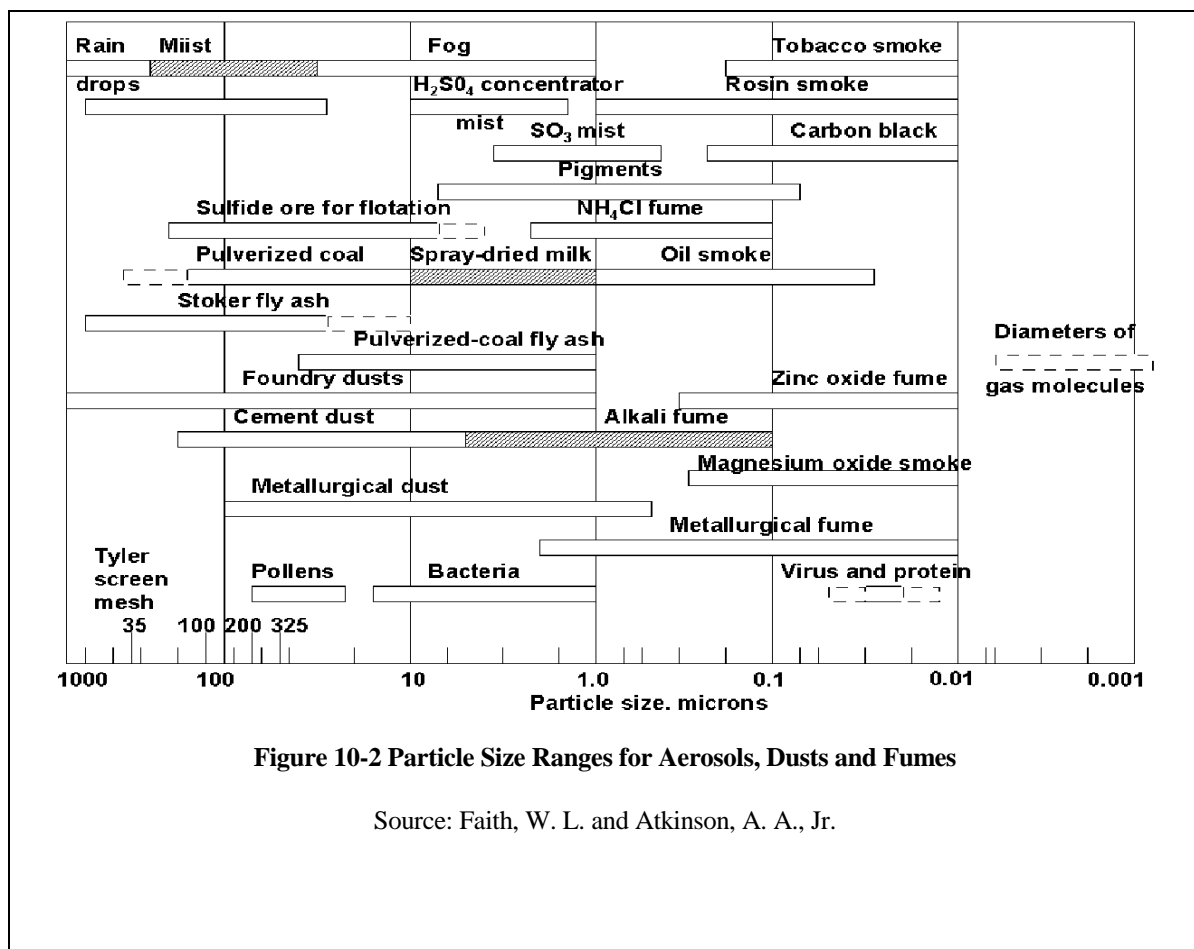 Rain Miist Fog Tobacco smoke
drops H₂S0₄ concentrator Rosin smoke
mist SO₃ mist Carbon black
Pigments
Sulfide ore for flotation NH₄Cl fume
Pulverized coal Spray-dried milk Oil smoke
Stoker fly ash
Pulverized-coal fly ash Diameters of
gas molecules
Foundry dusts Zinc oxide fume
Cement dust Alkali fume
Magnesium oxide smoke
Metallurgical dust
Metallurgical fume
Tyler
screen
mesh
Pollens Bacteria Virus and protein
35 100 200 325
1000 100 10 1.0 0.1 0.01 0.001
Particle size. microns
Figure 10-2 Particle Size Ranges for Aerosols, Dusts and Fumes
Source: Faith, W. L. and Atkinson, A. A., Jr.